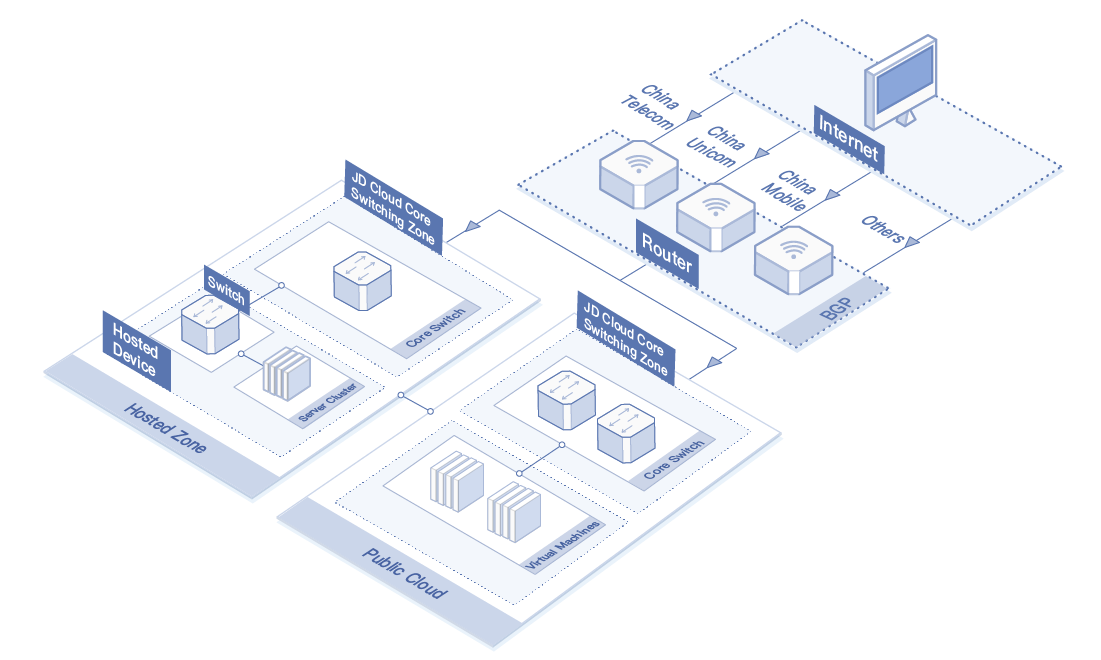 China
Telecom
China
Unicom
China
Mobile
Others
Internet
Router
BGP
JD Cloud Core
Switching Zone
Core Switch
Switch
Hosted
Device
Server Cluster
Hosted Zone
JD Cloud Core
Switching Zone
Core Switch
Virtual Machines
Public Cloud